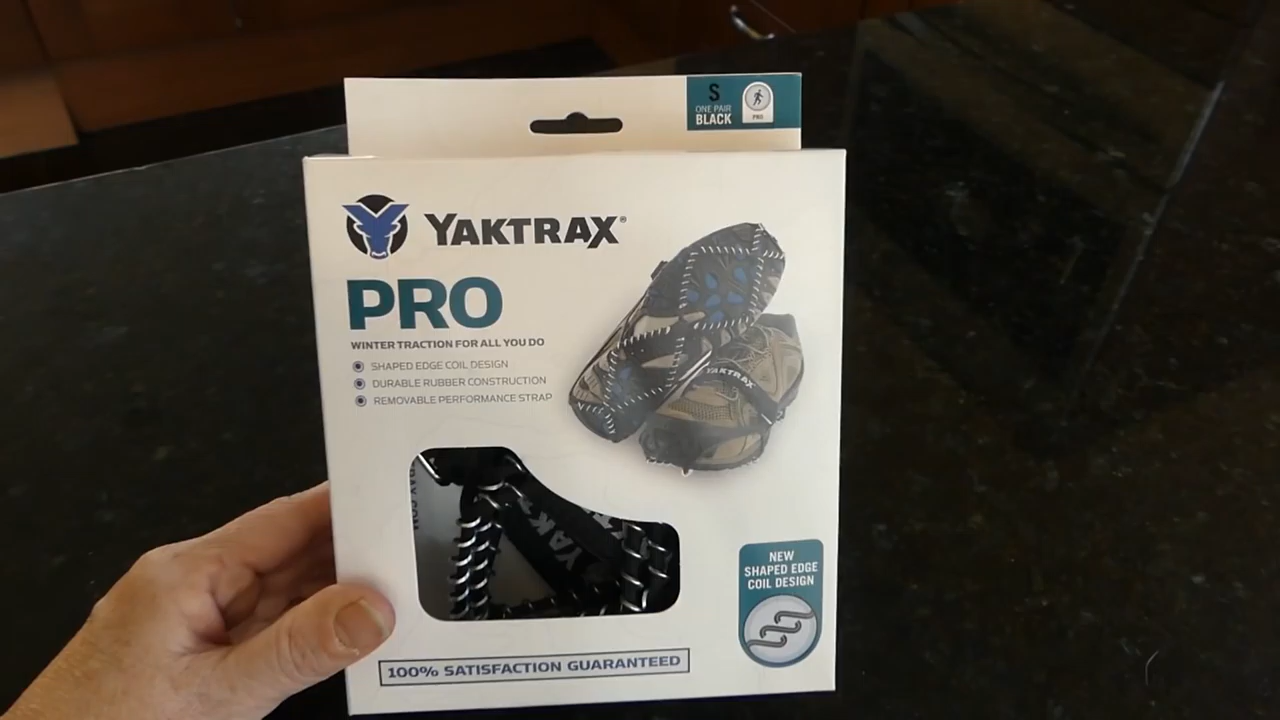 S
ONE PAIR
BLACK
PRO
YAKTRAX®
PRO
WINTER TRACTION FOR ALL YOU DO
SHAPED EDGE COIL DESIGN
DURABLE RUBBER CONSTRUCTION
REMOVABLE PERFORMANCE STRAP
YAKTRAX
YAKT
NEW
SHAPED EDGE
COIL DESIGN
100% SATISFACTION GUARANTEED